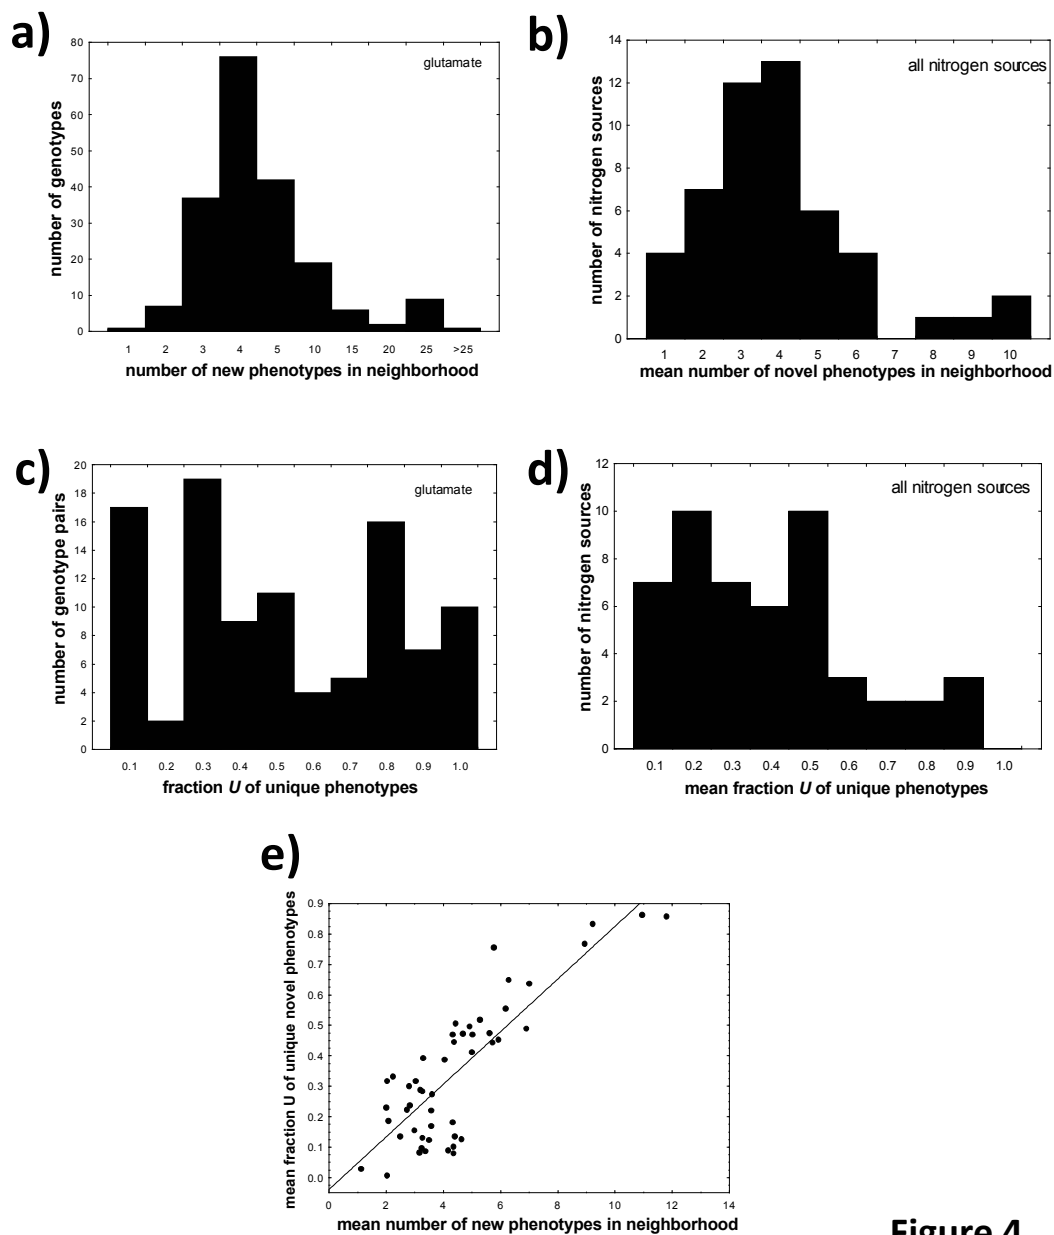 a)
80
70
60
50
40
30
20
10
0
number of genotypes
glutamate
1 2 3 4 5 10 15 20 25 >25
number of new phenotypes in neighborhood
b)
14
12
10
8
6
4
2
0
number of nitrogen sources
all nitrogen sources
1 2 3 4 5 6 7 8 9 10
mean number of novel phenotypes in neighborhood
c)
20
18
16
14
12
10
8
6
4
2
0
number of genotype pairs
glutamate
0.1 0.2 0.3 0.4 0.5 0.6 0.7 0.8 0.9 1.0
fraction U of unique phenotypes
d)
12
10
8
6
4
2
0
number of nitrogen sources
all nitrogen sources
0.1 0.2 0.3 0.4 0.5 0.6 0.7 0.8 0.9 1.0
mean fraction U of unique phenotypes
e)
0.9
0.8
0.7
0.6
0.5
0.4
0.3
0.2
0.1
0.0
mean fraction U of unique novel phenotypes
0 2 4 6 8 10 12 14
mean number of new phenotypes in neighborhood
Figure 4